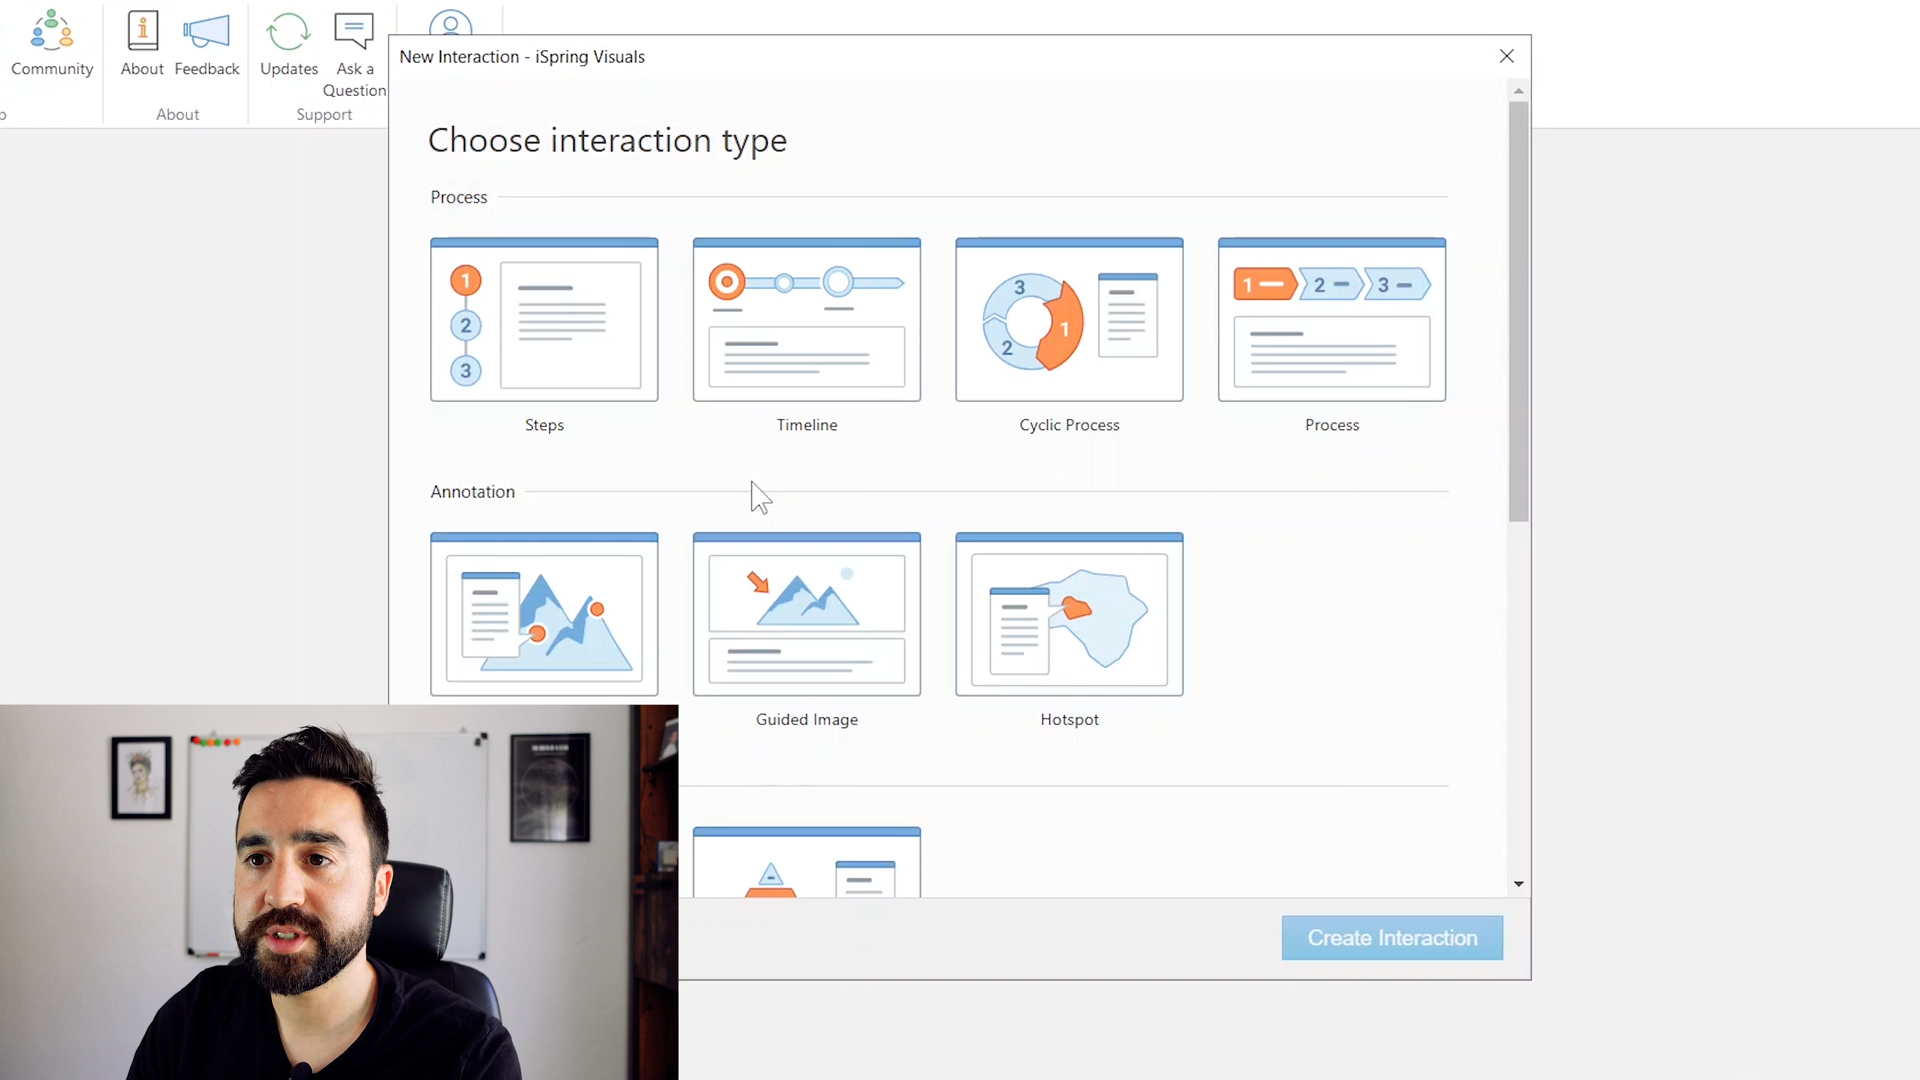 Community
About
Feedback
Updates
Ask a
Question
About
Support
New Interaction - iSpring Visuals
Choose interaction type
Process
1
2
3
Steps
Timeline
3
1
2
Cyclic Process
1
2
3
Process
Annotation
Guided Image
Hotspot
Create Interaction